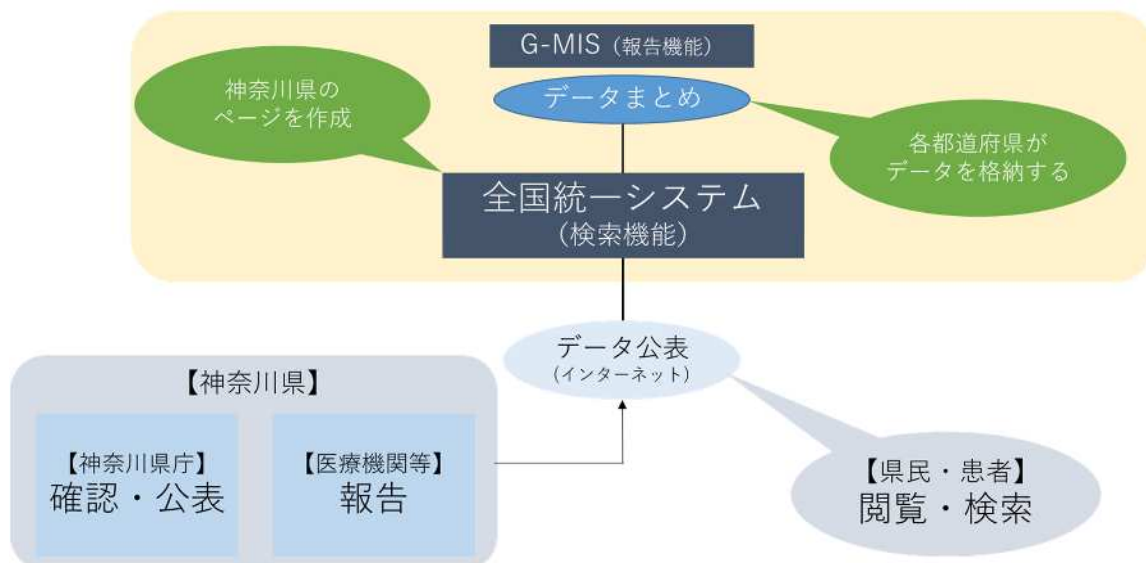 G-MIS（報告機能）
データまとめ
神奈川県の
ページを作成
各都道府県が
データを格納する
全国統一システム
（検索機能）
データ公表
(インターネット)
【神奈川県】
【神奈川県庁】
確認・公表
【医療機関等】
報告
【県民・患者】
閲覧・検索